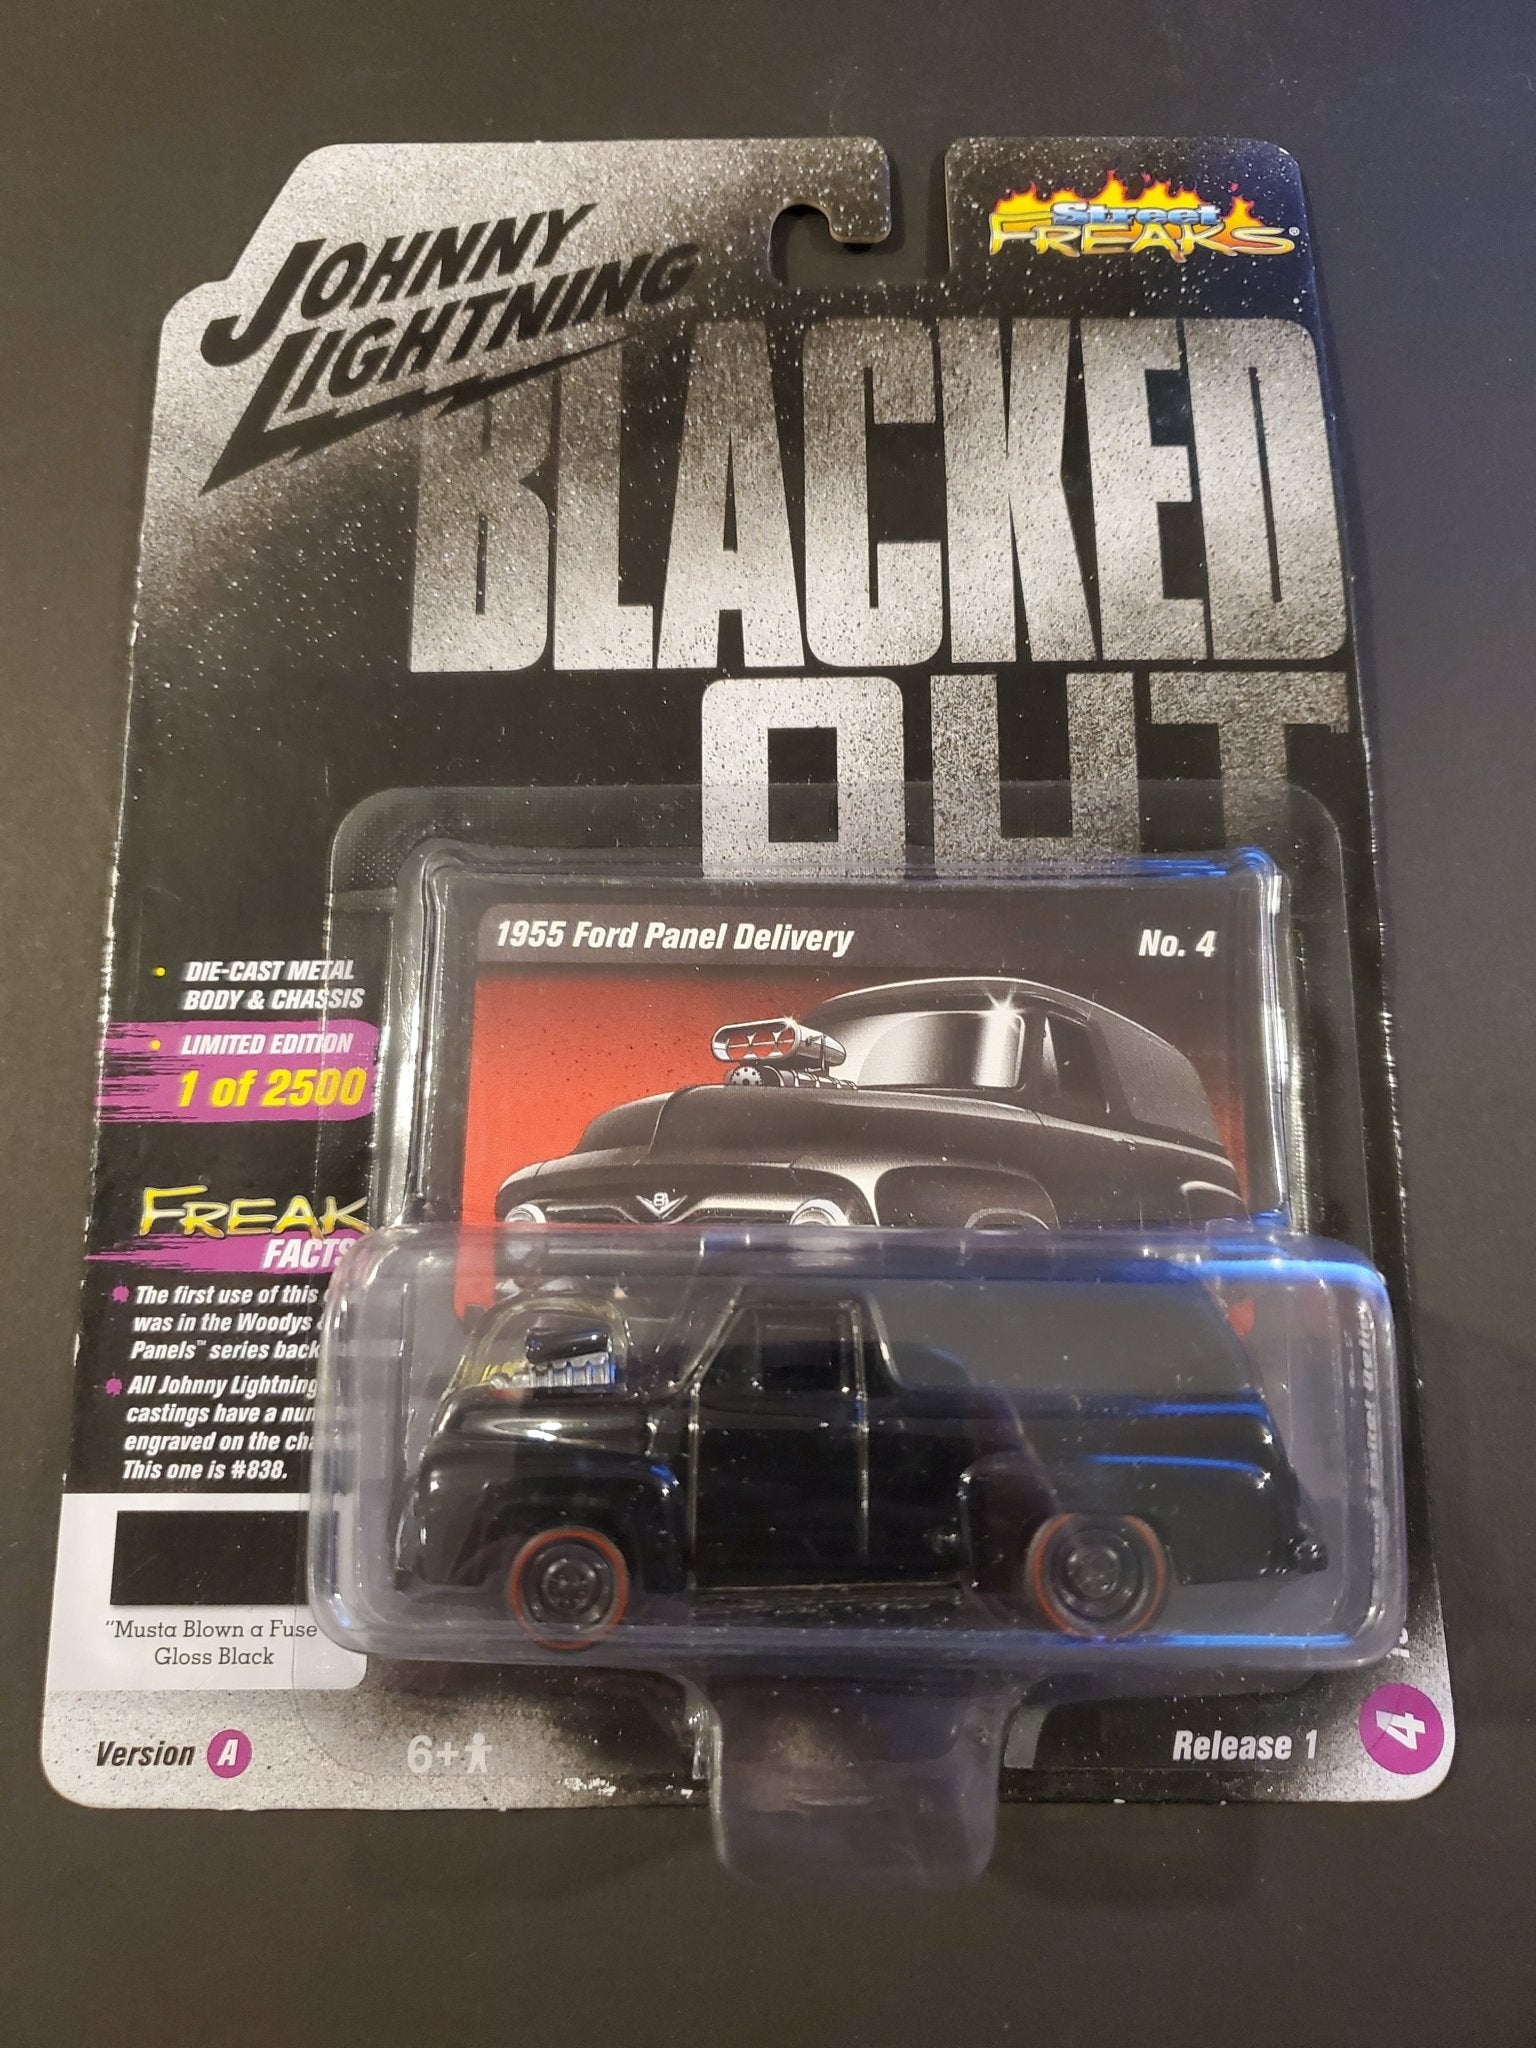 JOHNNY
LIGHTNING
Street
FREAKS®
BLACKED
OUT
1955 Ford Panel Delivery
No. 4
DIE-CAST METAL
BODY & CHASSIS
LIMITED EDITION
1 of 2500
FREAK
FACTS
The first use of this
was in the Woodys
Panels™ series back
All Johnny Lightning
castings have a
engraved on the
This one is #838.
8
"Musta Blown a Fuse
Gloss Black
Version A
6+
Release 1
4